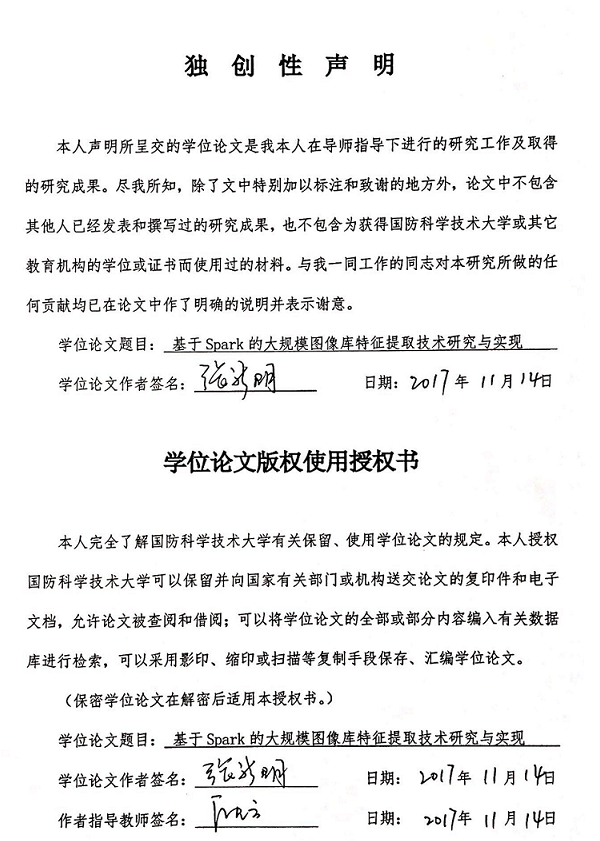 独创性声明
本人声明所呈交的学位论文是我本人在导师指导下进行的研究工作及取得
的研究成果。尽我所知，除了文中特别加以标注和致谢的地方外，论文中不包含
其他人已经发表和撰写过的研究成果，也不包含为获得国防科学技术大学或其它
教育机构的学位或证书而使用过的材料。与我一同工作的同志对本研究所做的任
何贡献均已在论文中作了明确的说明并表示谢意。
学位论文题目：基于Spark的大规模图像库特征提取技术研究与实现
学位论文作者签名： 日期：2017年11月14日
学位论文版权使用授权书
本人完全了解国防科学技术大学有关保留、使用学位论文的规定。本人授权
国防科学技术大学可以保留并向国家有关部门或机构送交论文的复印件和电子
文档，允许论文被查阅和借阅；可以将学位论文的全部或部分内容编入有关数据
库进行检索，可以采用影印、缩印或扫描等复制手段保存、汇编学位论文。
（保密学位论文在解密后适用本授权书。）
学位论文题目：基于Spark的大规模图像库特征提取技术研究与实现
学位论文作者签名： 日期：2017年11月14日
作者指导教师签名： 日期：2017年11月14日